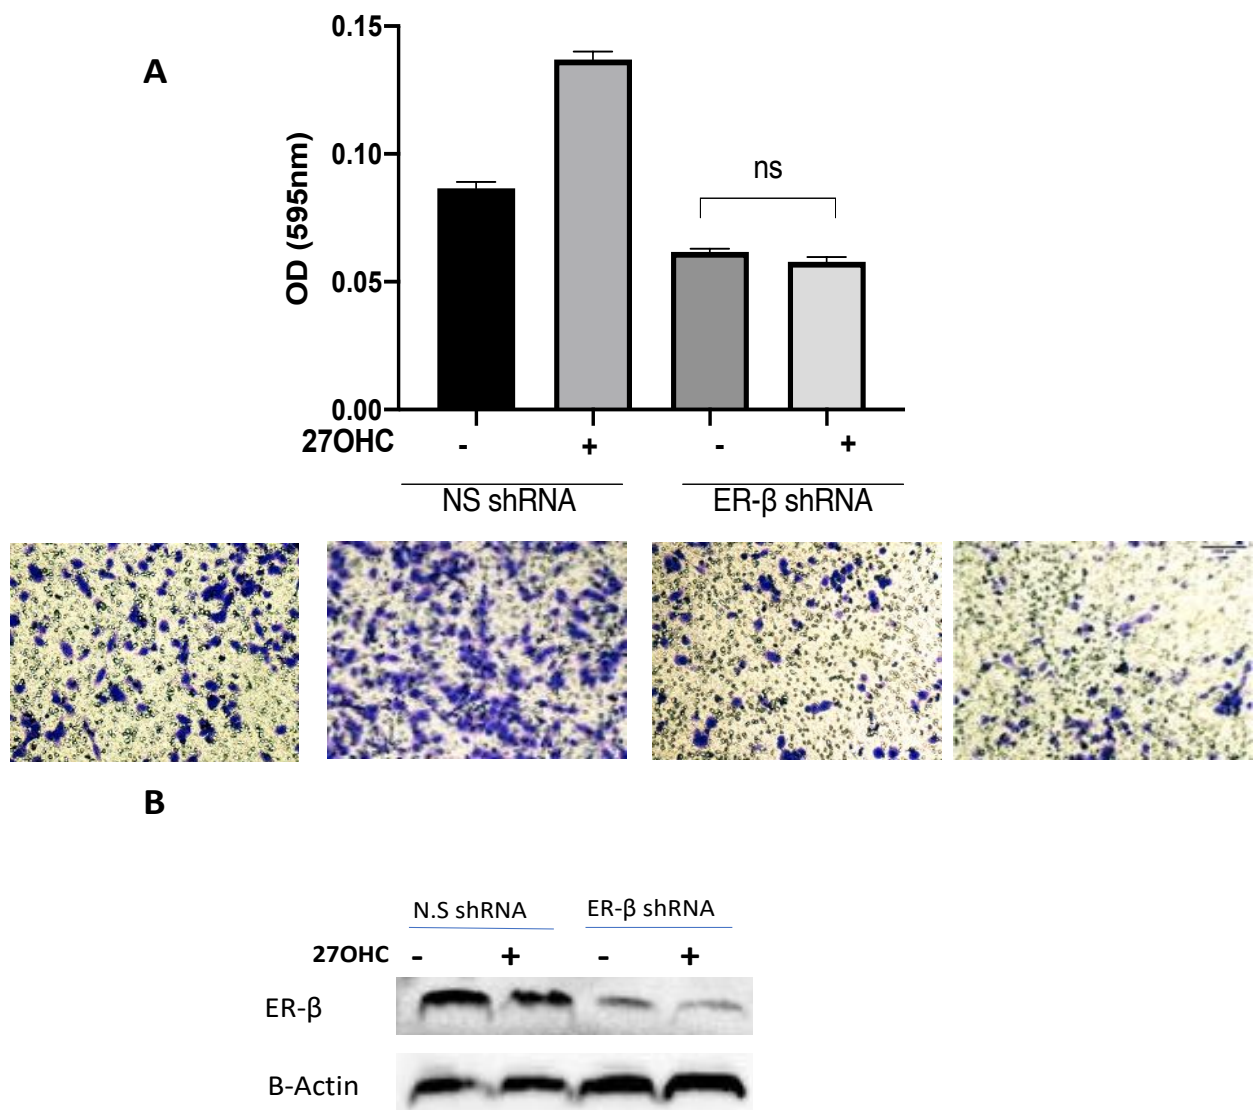 A
0.15
0.10
0.05
0.00
OD (595nm)
ns
27OHC - + - +
NS shRNA ER-β shRNA
B
N.S shRNA ER-β shRNA
27OHC - + - +
ER-β
B-Actin